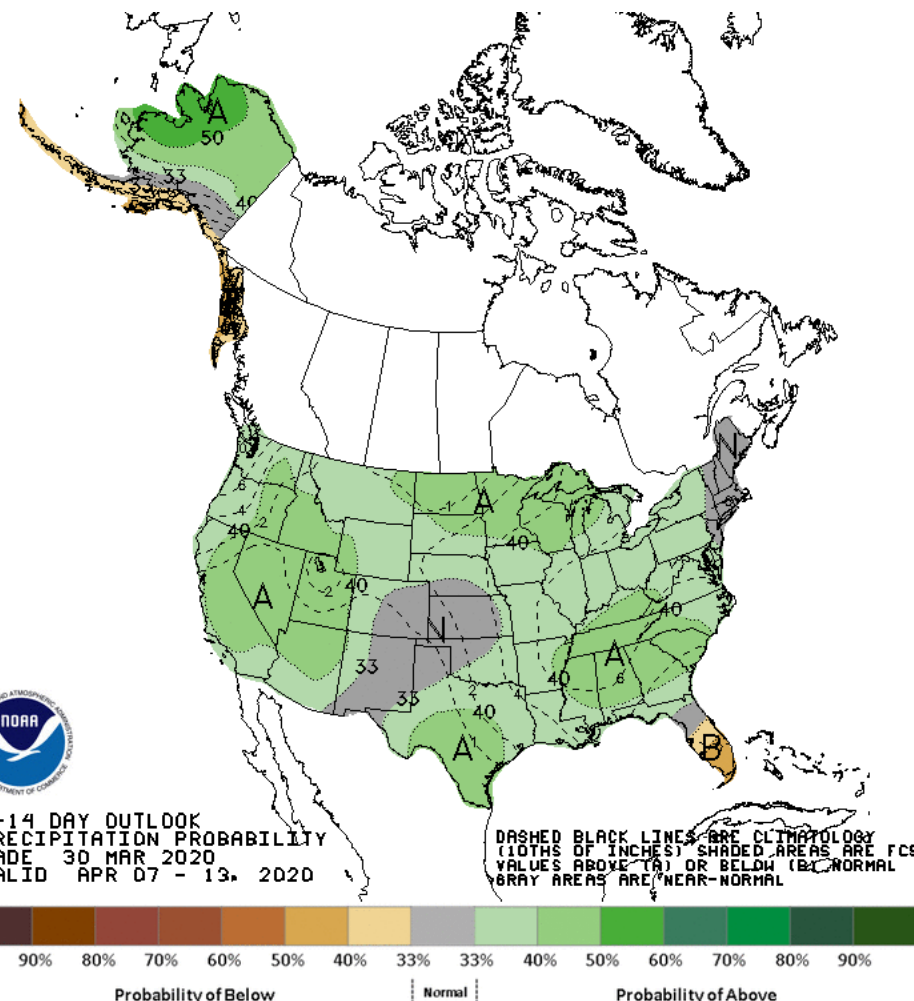 A
50
33
40
N
A
40
40
A
40
N
40
A
33
33
40
40
A
B
NOAA
-14 DAY OUTLOOK
RECIPITATION PROBABILITY
ADE 30 MAR 2020
ALID APR 07 - 13, 2020
DASHED BLACK LINES ARE CLIMATOLOGY
(10THS OF INCHES) SHADED AREAS ARE FCS
VALUES ABOVE (A) OR BELOW (B) NORMAL
GRAY AREAS ARE NEAR-NORMAL
90% 80% 70% 60% 50% 40% 33% 33% 40% 50% 60% 70% 80% 90%
Probability of Below Normal Probability of Above